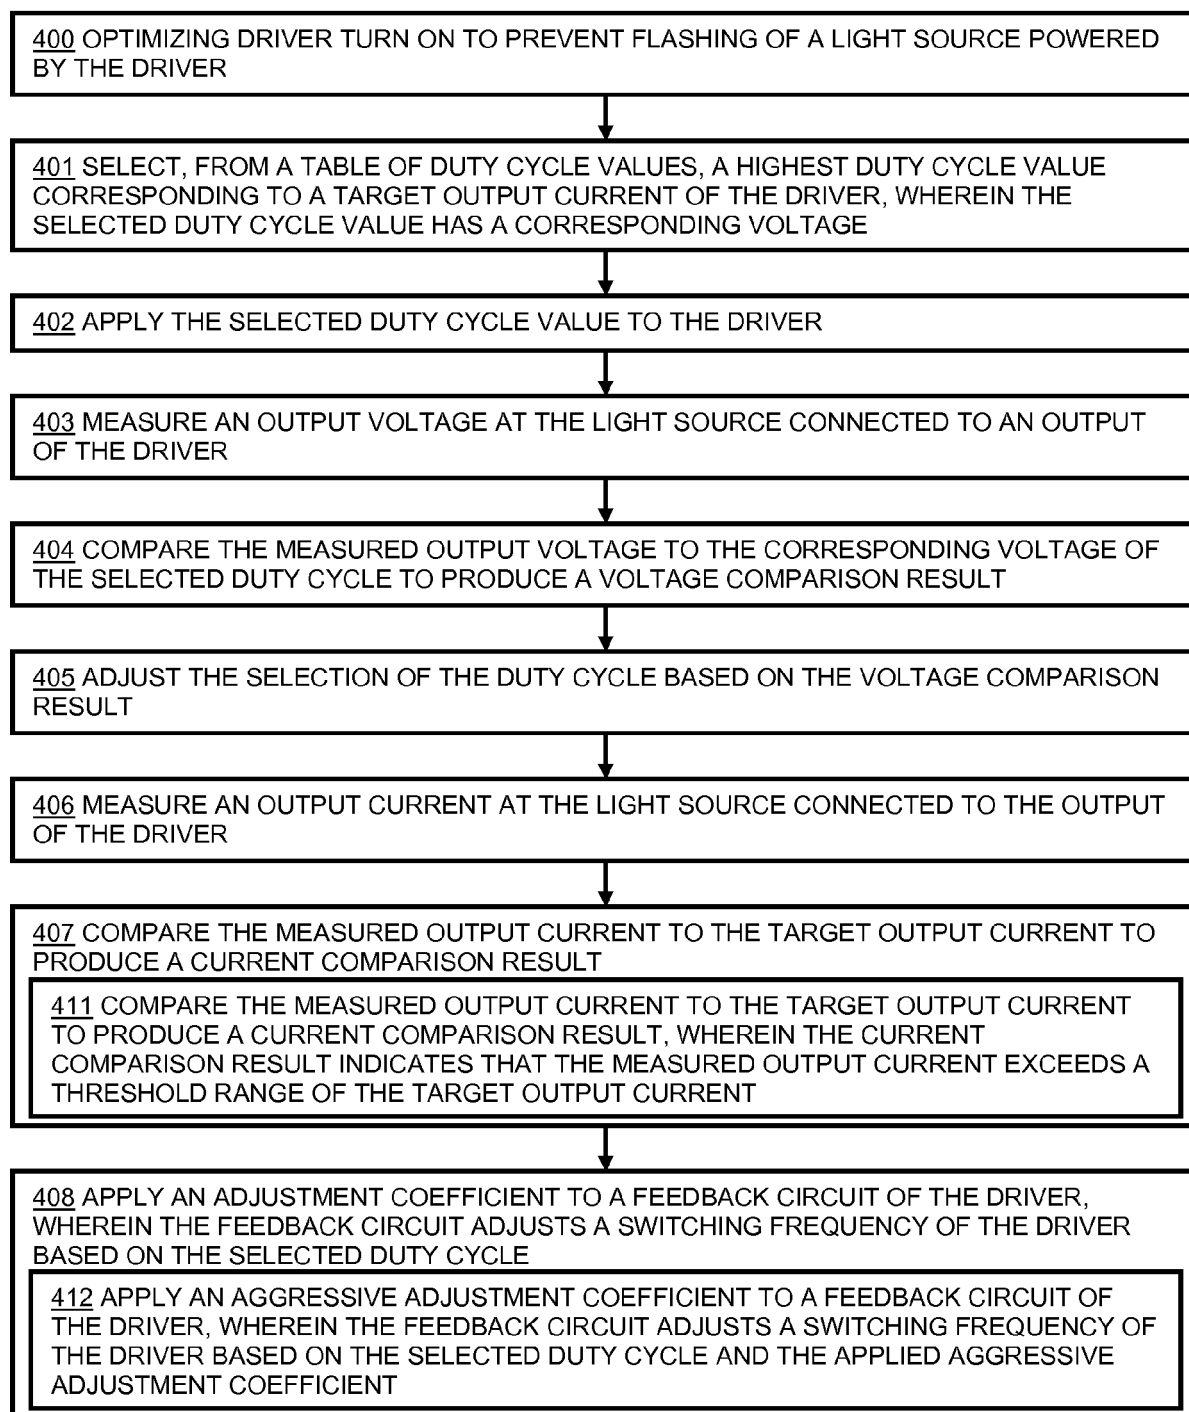 400 OPTIMIZING DRIVER TURN ON TO PREVENT FLASHING OF A LIGHT SOURCE POWERED
BY THE DRIVER
401 SELECT, FROM A TABLE OF DUTY CYCLE VALUES, A HIGHEST DUTY CYCLE VALUE
CORRESPONDING TO A TARGET OUTPUT CURRENT OF THE DRIVER, WHEREIN THE
SELECTED DUTY CYCLE VALUE HAS A CORRESPONDING VOLTAGE
402 APPLY THE SELECTED DUTY CYCLE VALUE TO THE DRIVER
403 MEASURE AN OUTPUT VOLTAGE AT THE LIGHT SOURCE CONNECTED TO AN OUTPUT
OF THE DRIVER
404 COMPARE THE MEASURED OUTPUT VOLTAGE TO THE CORRESPONDING VOLTAGE OF
THE SELECTED DUTY CYCLE TO PRODUCE A VOLTAGE COMPARISON RESULT
405 ADJUST THE SELECTION OF THE DUTY CYCLE BASED ON THE VOLTAGE COMPARISON
RESULT
406 MEASURE AN OUTPUT CURRENT AT THE LIGHT SOURCE CONNECTED TO THE OUTPUT
OF THE DRIVER
407 COMPARE THE MEASURED OUTPUT CURRENT TO THE TARGET OUTPUT CURRENT TO
PRODUCE A CURRENT COMPARISON RESULT
411 COMPARE THE MEASURED OUTPUT CURRENT TO THE TARGET OUTPUT CURRENT
TO PRODUCE A CURRENT COMPARISON RESULT, WHEREIN THE CURRENT
COMPARISON RESULT INDICATES THAT THE MEASURED OUTPUT CURRENT EXCEEDS A
THRESHOLD RANGE OF THE TARGET OUTPUT CURRENT
408 APPLY AN ADJUSTMENT COEFFICIENT TO A FEEDBACK CIRCUIT OF THE DRIVER,
WHEREIN THE FEEDBACK CIRCUIT ADJUSTS A SWITCHING FREQUENCY OF THE DRIVER
BASED ON THE SELECTED DUTY CYCLE
412 APPLY AN AGGRESSIVE ADJUSTMENT COEFFICIENT TO A FEEDBACK CIRCUIT OF
THE DRIVER, WHEREIN THE FEEDBACK CIRCUIT ADJUSTS A SWITCHING FREQUENCY OF
THE DRIVER BASED ON THE SELECTED DUTY CYCLE AND THE APPLIED AGGRESSIVE
ADJUSTMENT COEFFICIENT